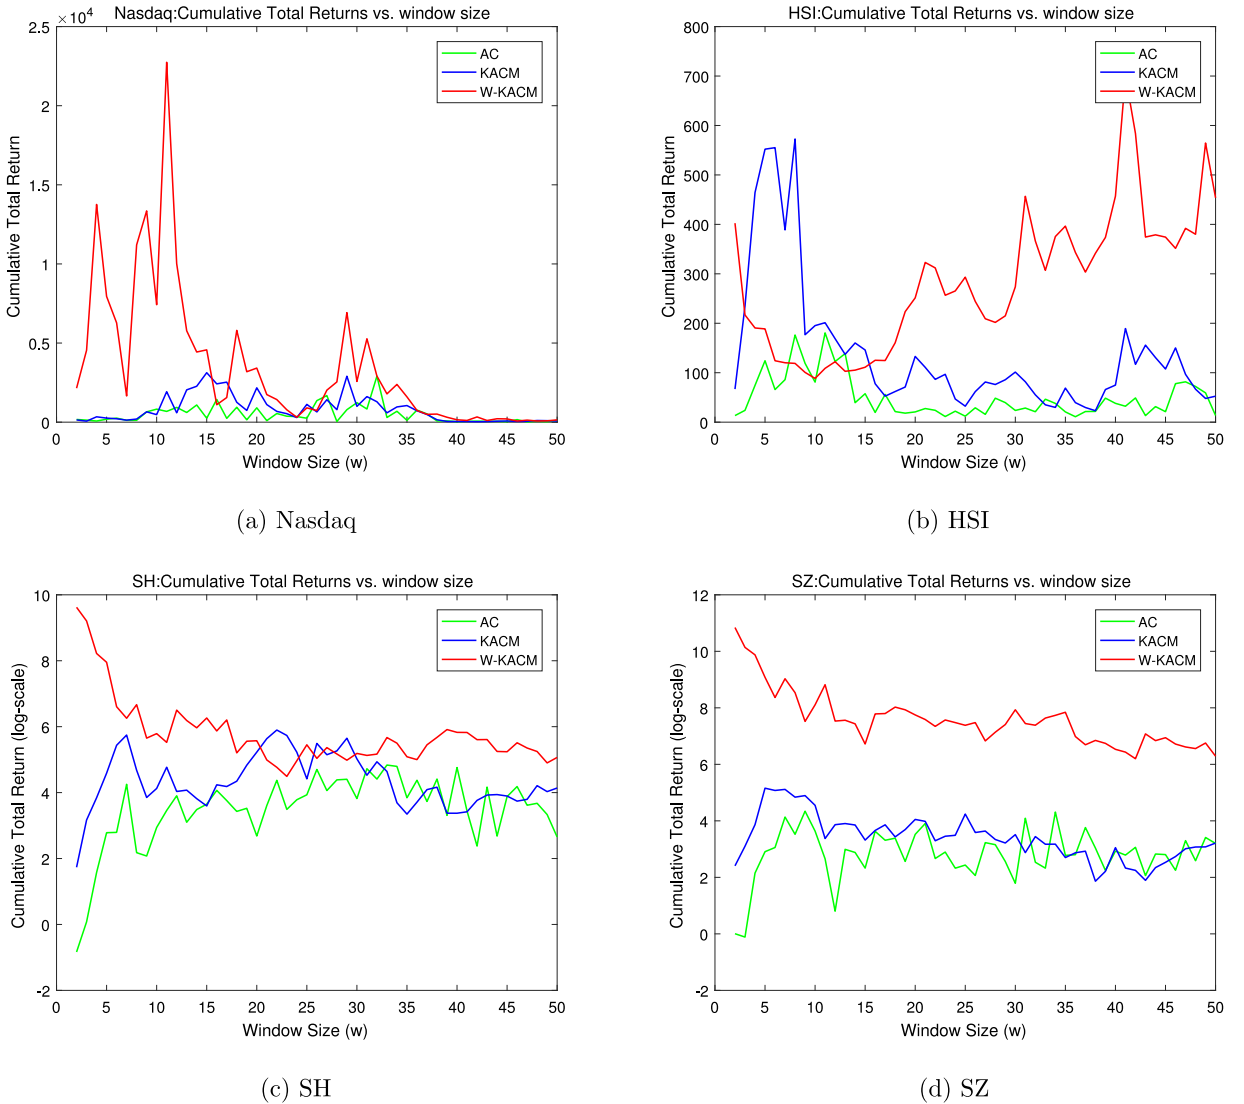 Nasdaq:Cumulative Total Returns vs. window size
×10^4
2.5
2
1.5
1
0.5
0
0 5 10 15 20 25 30 35 40 45 50
Cumulative Total Return
Window Size (w)
AC
KACM
W-KACM
(a) Nasdaq
HSI:Cumulative Total Returns vs. window size
800
700
600
500
400
300
200
100
0
0 5 10 15 20 25 30 35 40 45 50
Cumulative Total Return
Window Size (w)
AC
KACM
W-KACM
(b) HSI
SH:Cumulative Total Returns vs. window size
10
8
6
4
2
0
-2
0 5 10 15 20 25 30 35 40 45 50
Cumulative Total Return (log-scale)
Window Size (w)
AC
KACM
W-KACM
(c) SH
SZ:Cumulative Total Returns vs. window size
12
10
8
6
4
2
0
-2
0 5 10 15 20 25 30 35 40 45 50
Cumulative Total Return (log-scale)
Window Size (w)
AC
KACM
W-KACM
(d) SZ